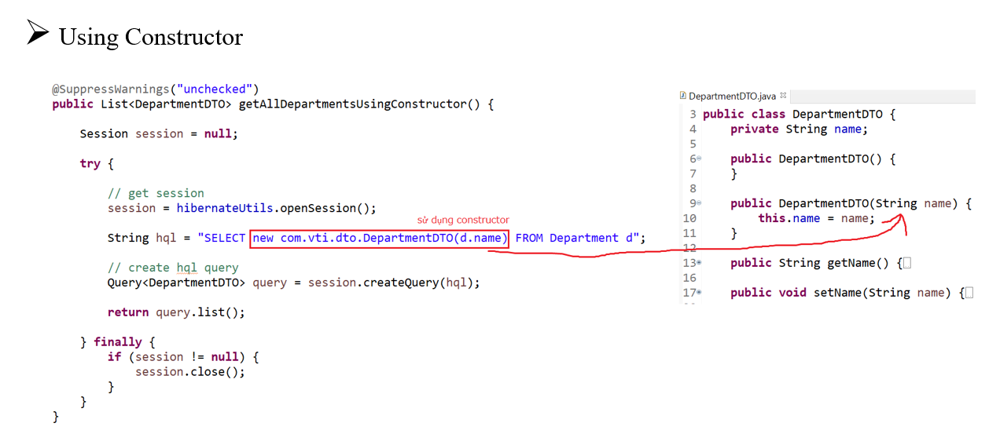 Using Constructor
@SuppressWarnings("unchecked")
public List<DepartmentDTO> getAllDepartmentsUsingConstructor() {
Session session = null;
try {
// get session
session = hibernateUtils.openSession();
sử dụng constructor
String hql = "SELECT new com.vti.dto.DepartmentDTO(d.name) FROM Department d";
// create hql query
Query<DepartmentDTO> query = session.createQuery(hql);
return query.list();
} finally {
if (session != null) {
session.close();
}
}
}
DepartmentDTO.java
3 public class DepartmentDTO {
4 private String name;
5
6 public DepartmentDTO() {
7 }
8
9 public DepartmentDTO(String name) {
10 this.name = name;
11 }
12
13 public String getName() {
16
17 public void setName(String name) {